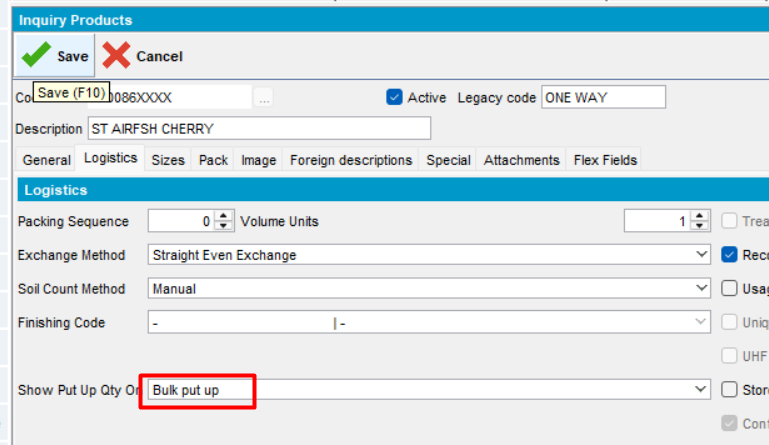 Inquiry Products
Save Cancel
Save (F10)
Co 0086XXXX ... Active Legacy code ONE WAY
Description ST AIRFSH CHERRY
General Logistics Sizes Pack Image Foreign descriptions Special Attachments Flex Fields
Logistics
Packing Sequence 0 Volume Units 1 Trea
Exchange Method Straight Even Exchange Reco
Soil Count Method Manual Usag
Finishing Code - | - Uniq
UHF
Show Put Up Qty On Bulk put up Store
Cont